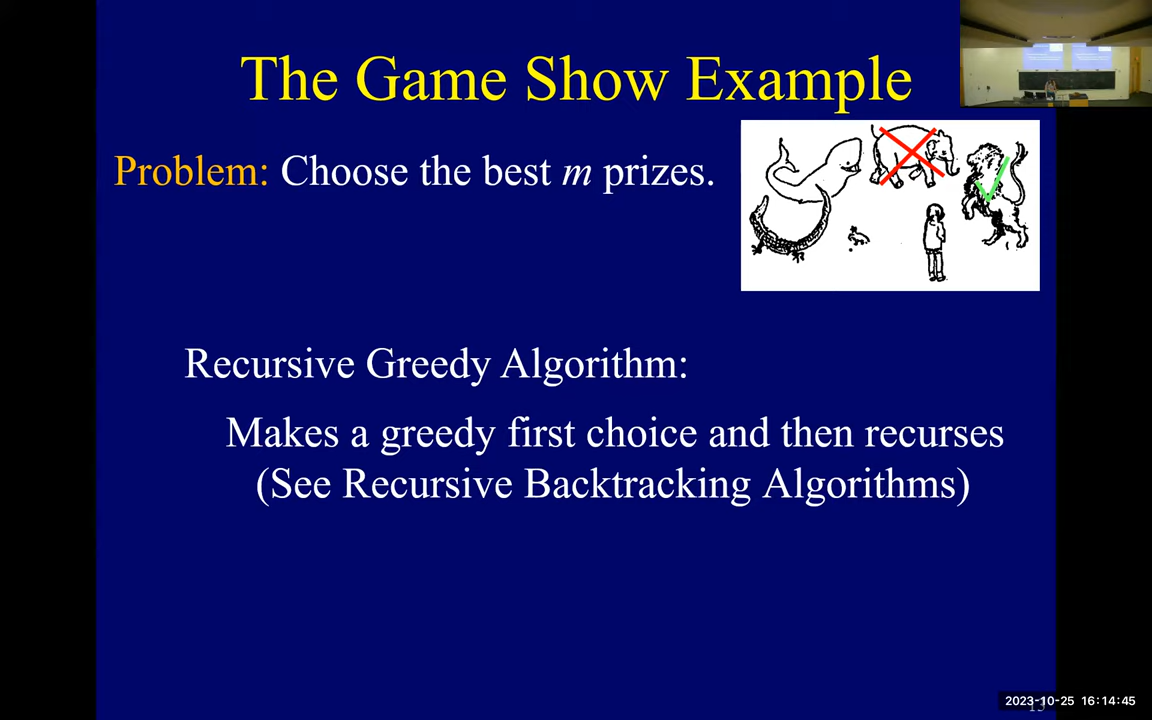 The Game Show Example
Problem: Choose the best m prizes.
Recursive Greedy Algorithm:
Makes a greedy first choice and then recurses
(See Recursive Backtracking Algorithms)
2023-10-25 16:14:45